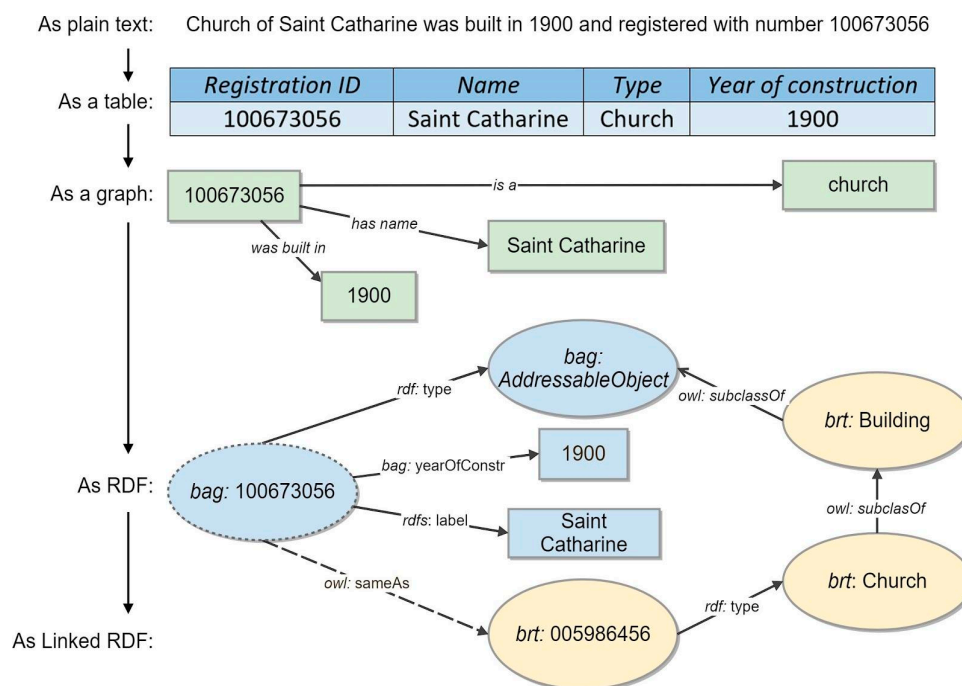 As plain text:
Church of Saint Catharine was built in 1900 and registered with number 100673056
As a table:
Registration ID Name Type Year of construction
100673056 Saint Catharine Church 1900
As a graph:
100673056
is a
church
has name
Saint Catharine
was built in
1900
bag:
AddressableObject
rdf: type
owl: subclassOf
brt: Building
bag: yearOfConstr
1900
As RDF:
bag: 100673056
rdfs: label
Saint
Catharine
owl: subclasOf
owl: sameAs
brt: Church
rdf: type
brt: 005986456
As Linked RDF: